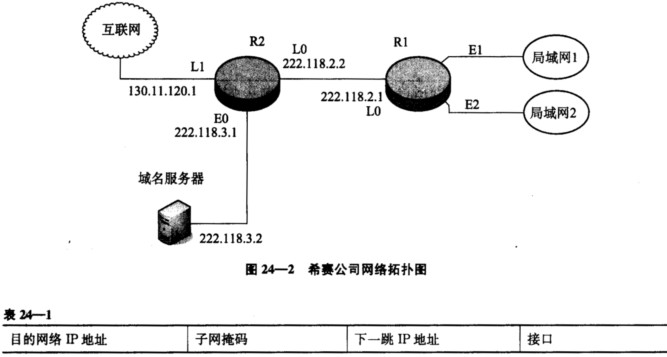 互联网
R2
L1
L0
222.118.2.2
R1
E1
局城网1
130.11.120.1
222.118.2.1
L0
E2
局城网2
E0
222.118.3.1
域名服务器
222.118.3.2
图 24—2 希赛公司网络拓扑图
表 24—1
目的网络 IP 地址 子网掩码 下一跳 IP 地址 接口